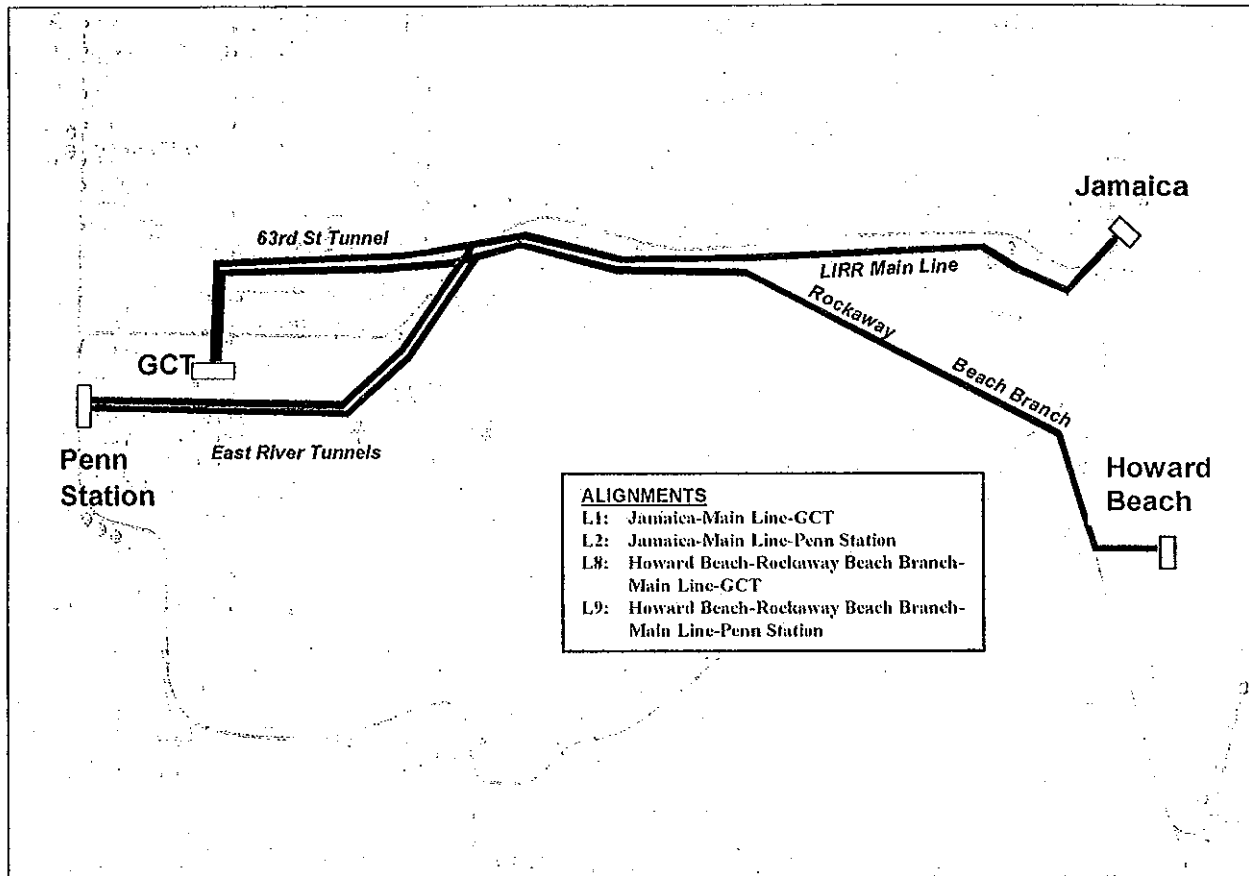 Jamaica
63rd St Tunnel
LIRR Main Line
Rockaway
Beach Branch
GCT
East River Tunnels
Penn
Station
Howard
Beach
ALIGNMENTS
L1: Jamaica-Main Line-GCT
L2: Jamaica-Main Line-Penn Station
L8: Howard Beach-Rockaway Beach Branch-
Main Line-GCT
L9: Howard Beach-Rockaway Beach Branch-
Main Line-Penn Station